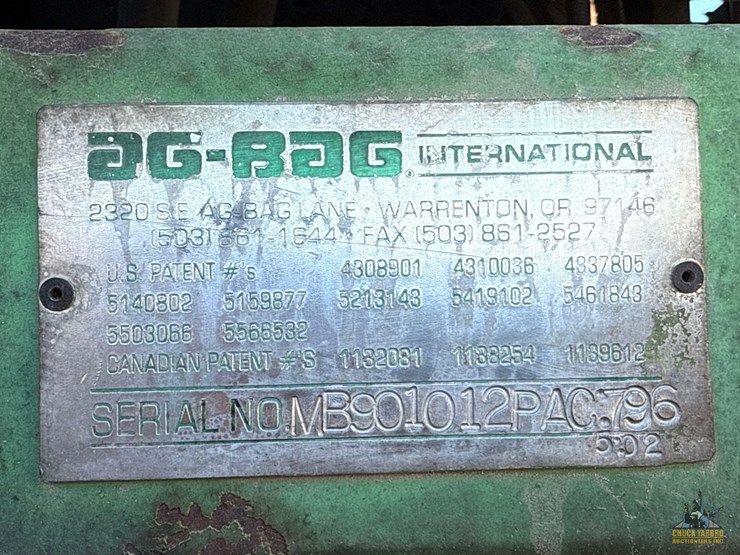 AG-BAG® INTERNATIONAL
2320 S.E. AG-BAG LANE • WARRENTON, OR 97146
(503) 861-1644 • FAX (503) 861-2527
U.S. PATENT #'s 4308901 4310036 4337805
5140802 5159877 5213143 5419102 5461843
5503066 5566532
CANADIAN PATENT #'S 1132081 1138254 1139612
SERIAL NO. MB901012PAC796
5 02
CHUCK YARBRO
AUCTIONEERS INC.